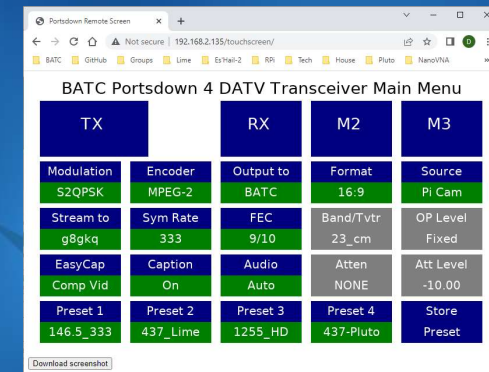 Portsdown Remote Screen
Not secure 192.168.2.135/touchscreen/
BATC GitHub Groups Lime Es'Hail-2 RPi Tech House Pluto NanoVNA
BATC Portsdown 4 DATV Transceiver Main Menu
TX RX M2 M3
Modulation Encoder Output to Format Source
S2QPSK MPEG-2 BATC 16:9 Pi Cam
Stream to Sym Rate FEC Band/Tvtr OP Level
g8gkq 333 9/10 23_cm Fixed
EasyCap Caption Audio Atten Att Level
Comp Vid On Auto NONE -10.00
Preset 1 Preset 2 Preset 3 Preset 4 Store
146.5_333 437_Lime 1255_HD 437-Pluto Preset
Download screenshot